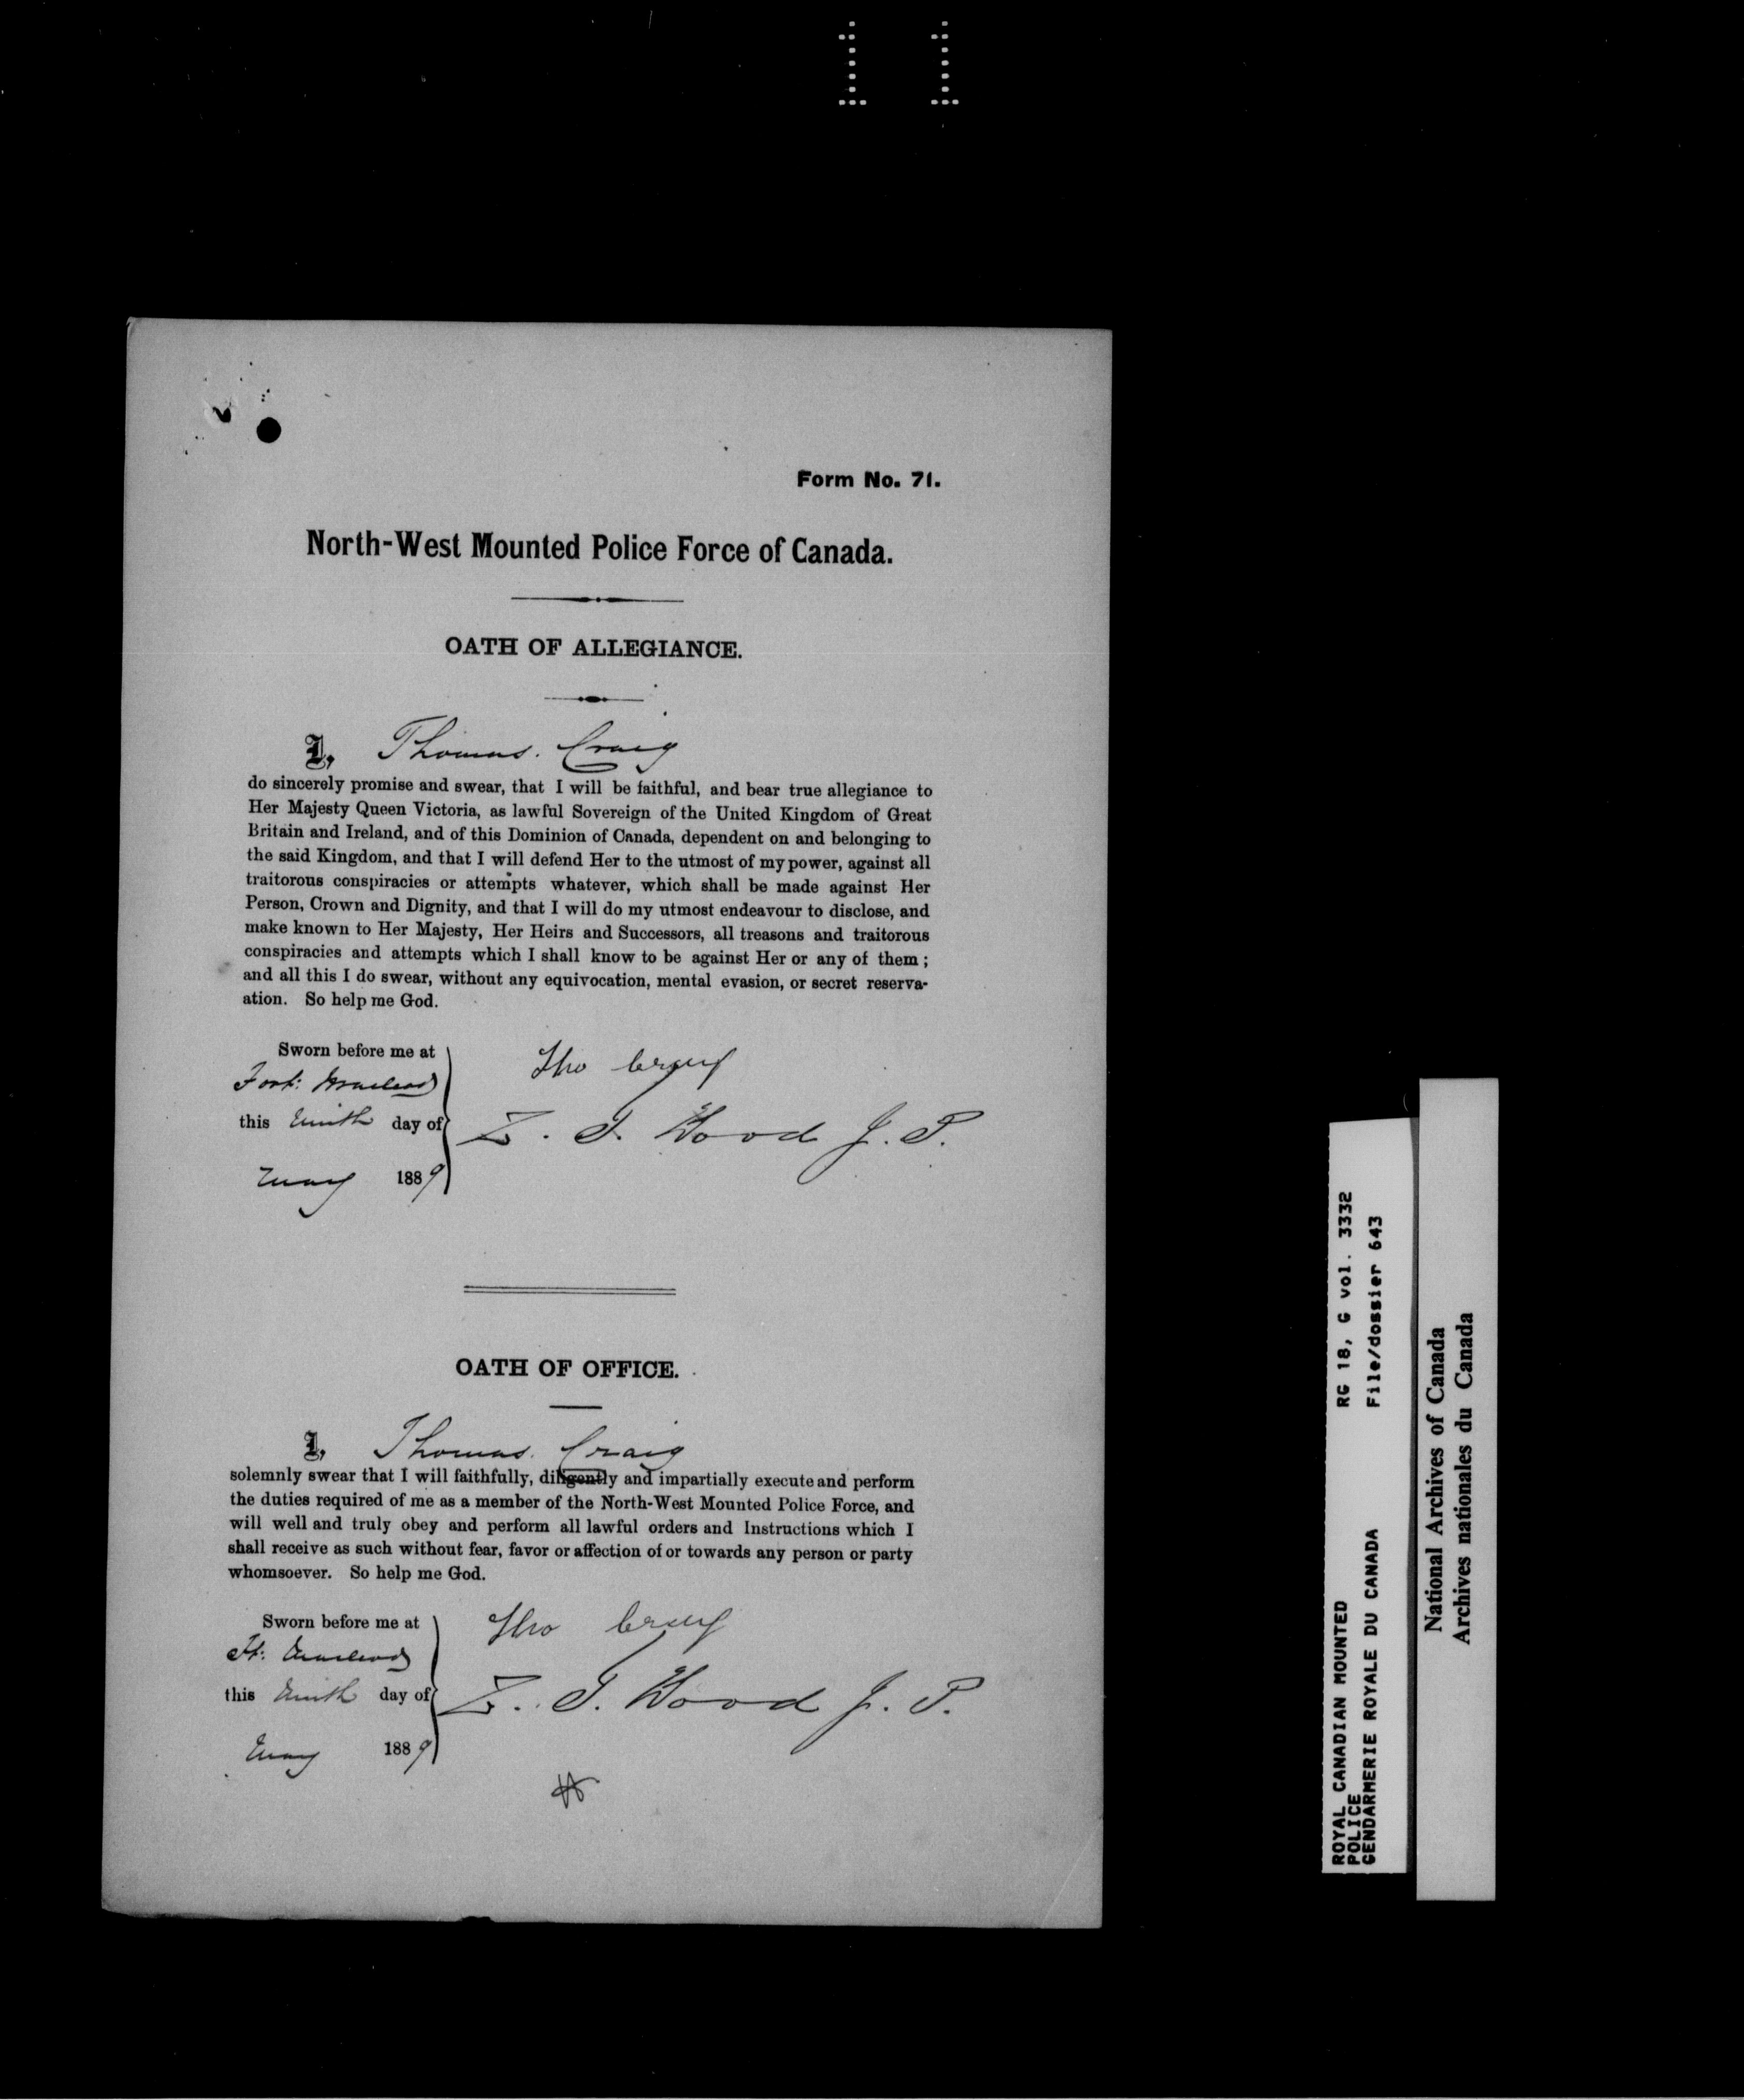 11
Form No. 71.
North-West Mounted Police Force of Canada.
OATH OF ALLEGIANCE.
I, Thomas. Craig
do sincerely promise and swear, that I will be faithful, and bear true allegiance to
Her Majesty Queen Victoria, as lawful Sovereign of the United Kingdom of Great
Britain and Ireland, and of this Dominion of Canada, dependent on and belonging to
the said Kingdom, and that I will defend Her to the utmost of my power, against all
traitorous conspiracies or attempts whatever, which shall be made against Her
Person, Crown and Dignity, and that I will do my utmost endeavour to disclose, and
make known to Her Majesty, Her Heirs and Successors, all treasons and traitorous
conspiracies and attempts which I shall know to be against Her or any of them ;
and all this I do swear, without any equivocation, mental evasion, or secret reserva-
ation. So help me God.
Sworn before me at
Fort: Macleod
this ninth day of
May 1889
Tho Craig
Z. T. Wood J. P.
OATH OF OFFICE.
I, Thomas. Craig
solemnly swear that I will faithfully, diligently and impartially execute and perform
the duties required of me as a member of the North-West Mounted Police Force, and
will well and truly obey and perform all lawful orders and Instructions which I
shall receive as such without fear, favor or affection of or towards any person or party
whomsoever. So help me God.
Sworn before me at
Ft: Macleod
this ninth day of
May 1889
Tho Craig
Z. T. Wood J. P.
ROYAL CANADIAN MOUNTED RG 18, G vol. 3332
POLICE
GENDARMERIE ROYALE DU CANADA File/dossier 643
National Archives of Canada
Archives nationales du Canada